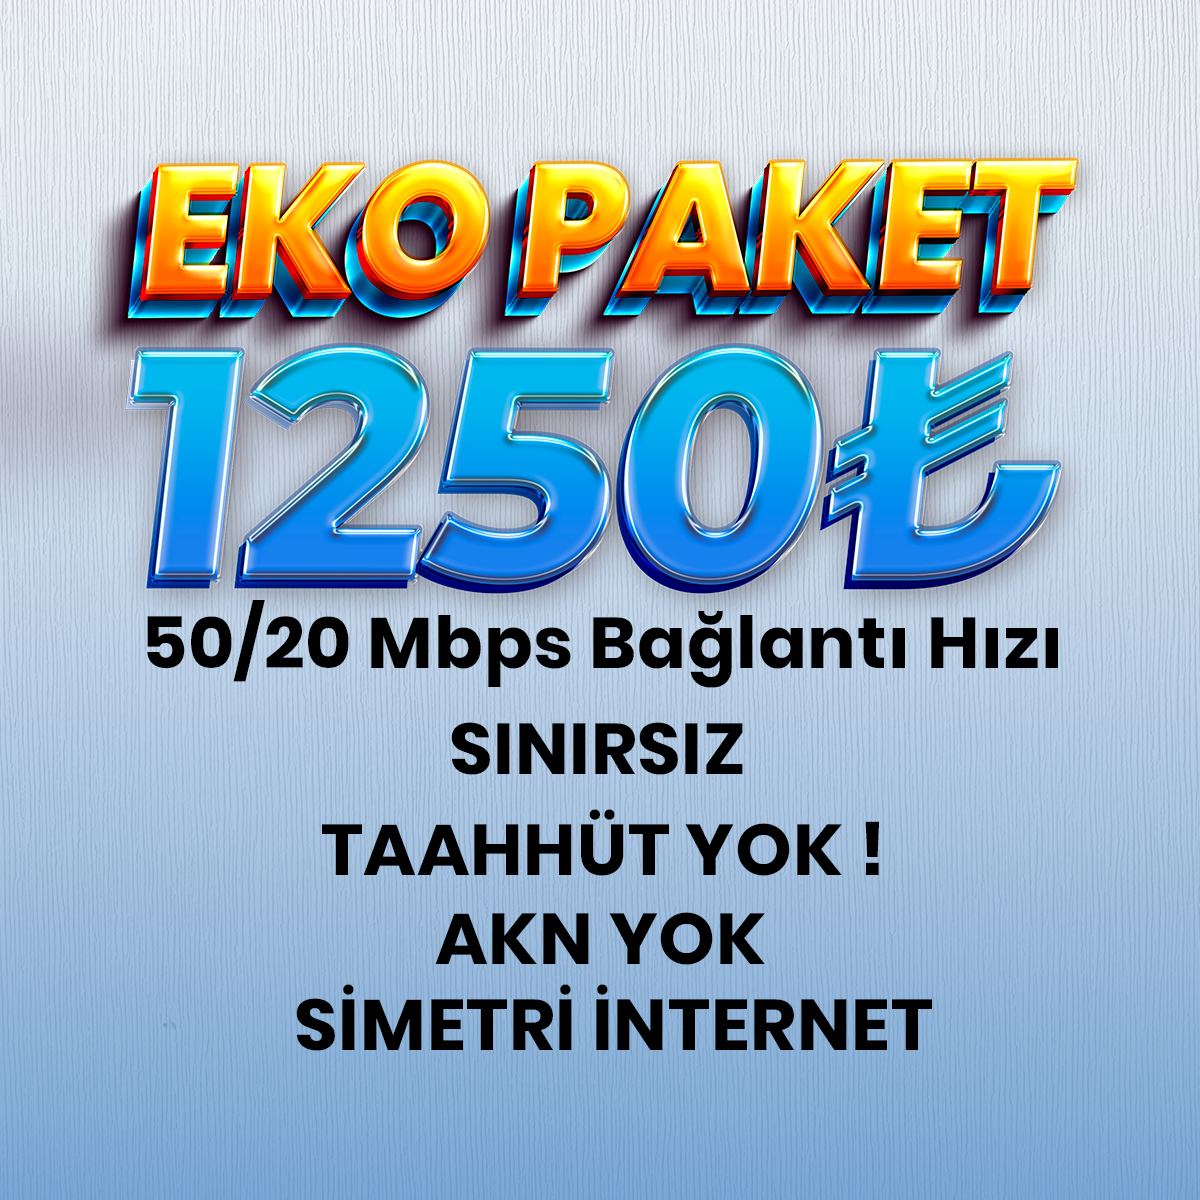 EKO PAKET
1250₺
50/20 Mbps Bağlantı Hızı
SINIRSIZ
TAAHHÜT YOK !
AKN YOK
SİMETRİ İNTERNET